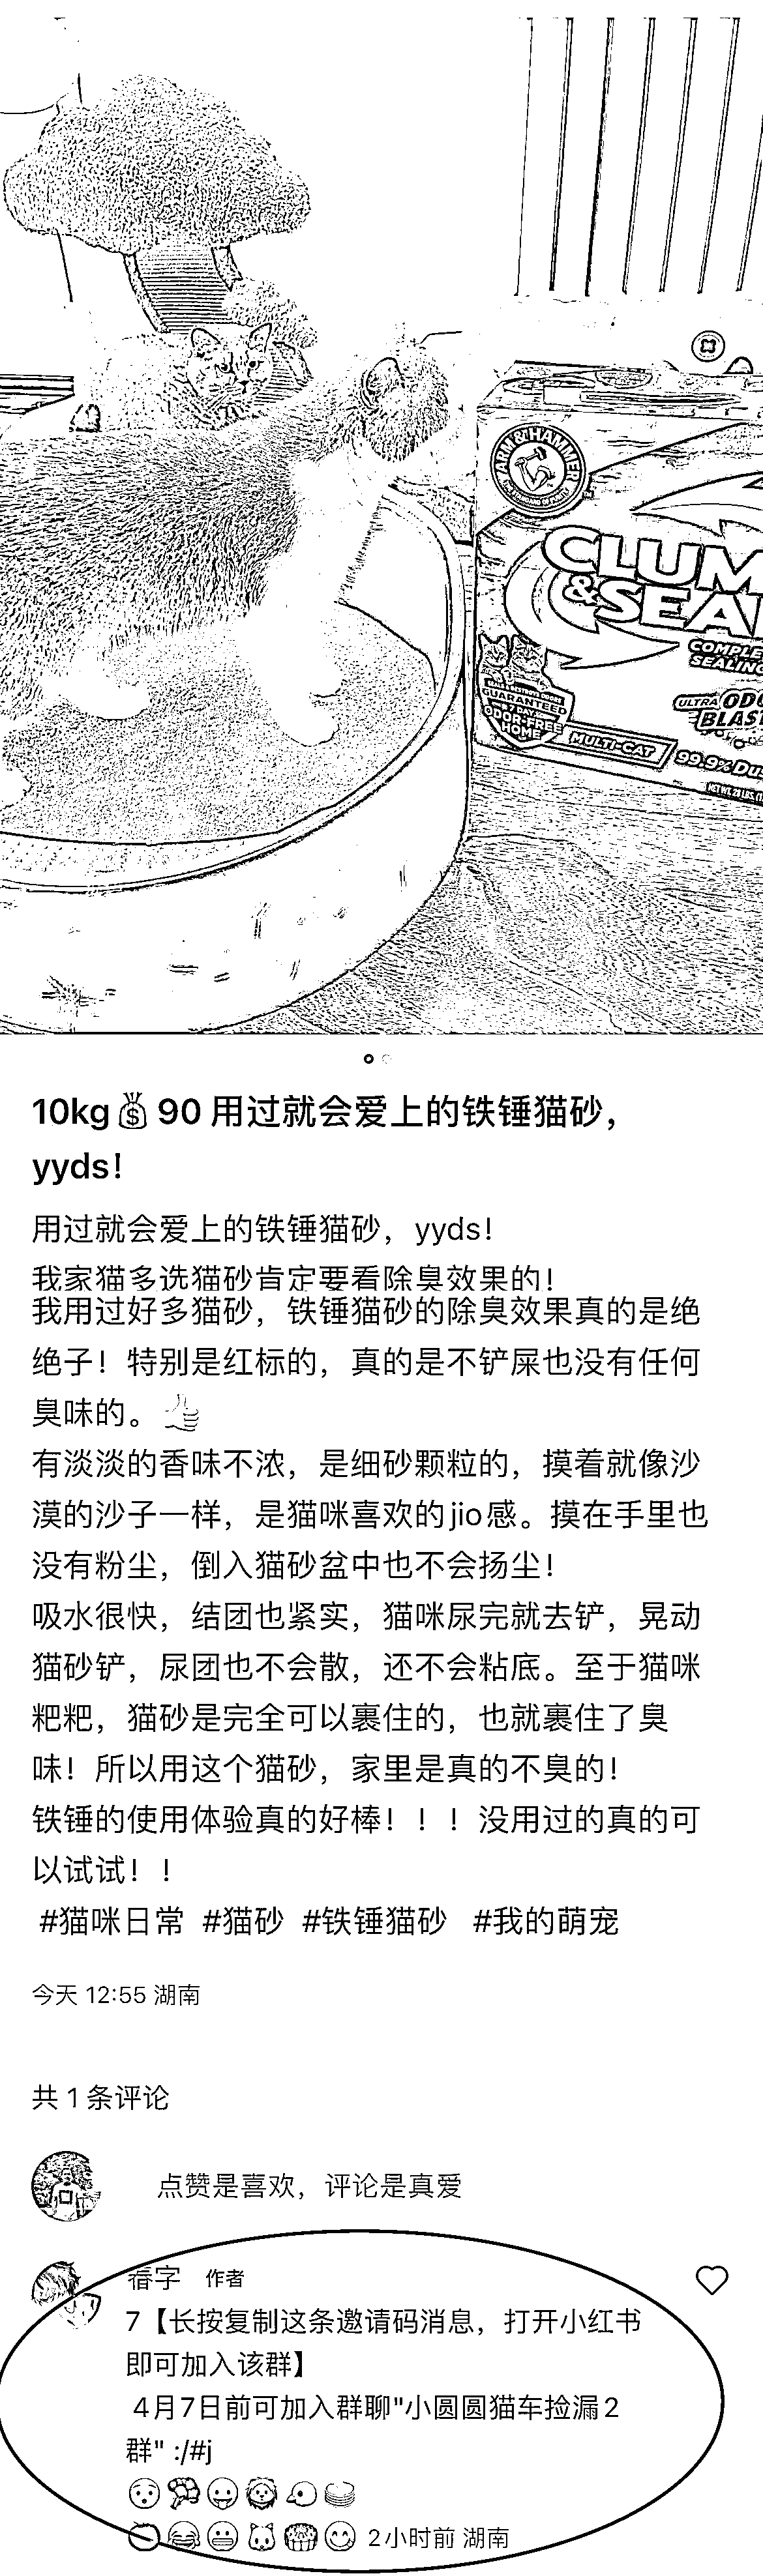 ARM & HAMMER
CLUM
& SEAL
COMPLE
SEALING
ULTRA ODO
BLAST
GUARANTEED
7 DAY
ODOR-FREE
HOME
MULTI-CAT
99.9% Dus
10kg💰90 用过就会爱上的铁锤猫砂，
yyds！
用过就会爱上的铁锤猫砂，yyds！
我家猫多选猫砂肯定要看除臭效果的！
我用过好多猫砂，铁锤猫砂的除臭效果真的是绝
绝子！特别是红标的，真的是不铲屎也没有任何
臭味的。👍
有淡淡的香味不浓，是细砂颗粒的，摸着就像沙
漠的沙子一样，是猫咪喜欢的jio感。摸在手里也
没有粉尘，倒入猫砂盆中也不会扬尘！
吸水很快，结团也紧实，猫咪尿完就去铲，晃动
猫砂铲，尿团也不会散，还不会粘底。至于猫咪
粑粑，猫砂是完全可以裹住的，也就裹住了臭
味！所以用这个猫砂，家里是真的不臭的！
铁锤的使用体验真的好棒！！！没用过的真的可
以试试！！
#猫咪日常 #猫砂 #铁锤猫砂 #我的萌宠
今天 12:55 湖南
共 1 条评论
点赞是喜欢，评论是真爱
作者
7【长按复制这条邀请码消息，打开小红书
即可加入该群】
4月7日前可加入群聊"小圆圆猫车捡漏2
群" :/#j
2小时前 湖南